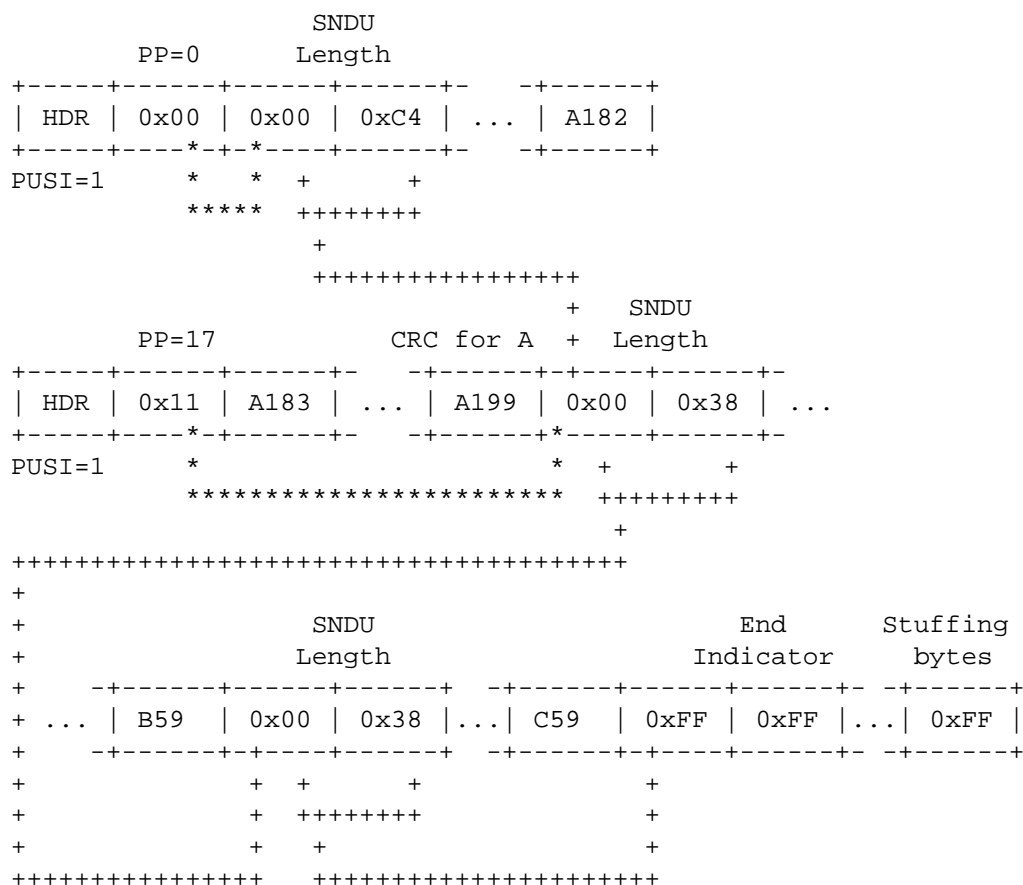 SNDU
        PP=0      Length
+-----+------+------+------+-   -+------+
| HDR | 0x00 | 0x00 | 0xC4 | ... | A182 |
+-----+----*-+-*----+------+-   -+------+
PUSI=1     *   *  +      +
           *****  ++++++++
                   +
                   +++++++++++++++++
                                   +   SNDU
        PP=17            CRC for A +  Length
+-----+------+------+-   -+------+-+----+------+-
| HDR | 0x11 | A183 | ... | A199 | 0x00 | 0x38 | ...
+-----+----*-+------+-   -+------+*-----+------+-
PUSI=1     *                      *  +       +
           ************************  +++++++++
                                      +
+++++++++++++++++++++++++++++++++++++++
+
+                  SNDU                       End      Stuffing
+                 Length                   Indicator     bytes
+    -+------+------+------+  -+------+------+------+- -+------+
+ ... | B59  | 0x00 | 0x38 |...| C59  | 0xFF | 0xFF |...| 0xFF |
+    -+------+-+----+------+  -+------+-+----+------+- -+------+
+              +  +      +              +
+              +  ++++++++              +
+              +   +                    +
++++++++++++++++   ++++++++++++++++++++++